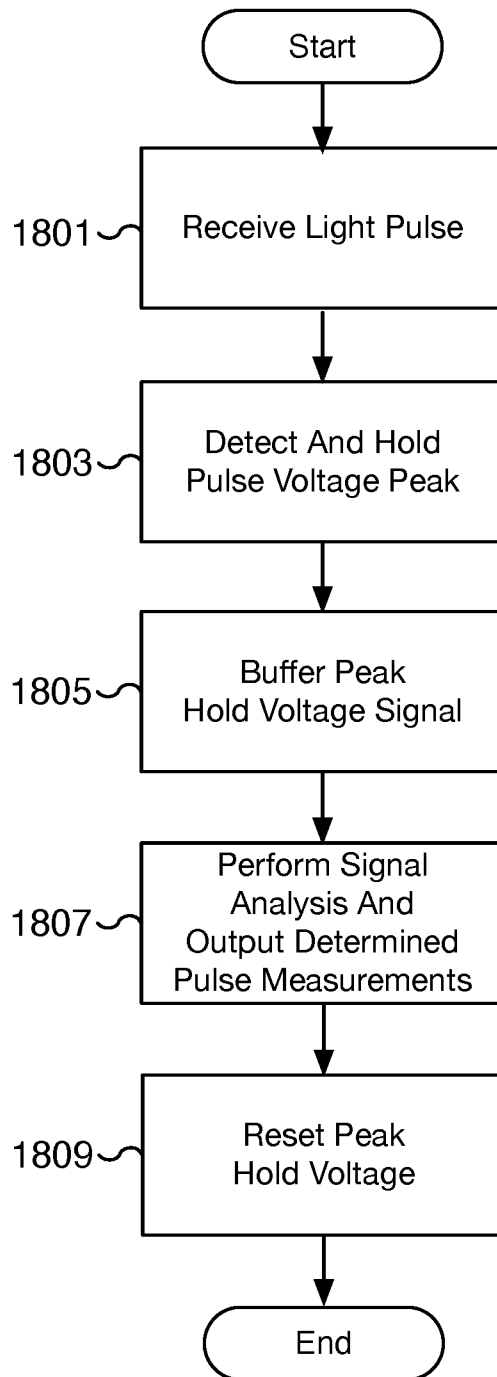 Start
1801
Receive Light Pulse
1803
Detect And Hold
Pulse Voltage Peak
1805
Buffer Peak
Hold Voltage Signal
1807
Perform Signal
Analysis And
Output Determined
Pulse Measurements
1809
Reset Peak
Hold Voltage
End